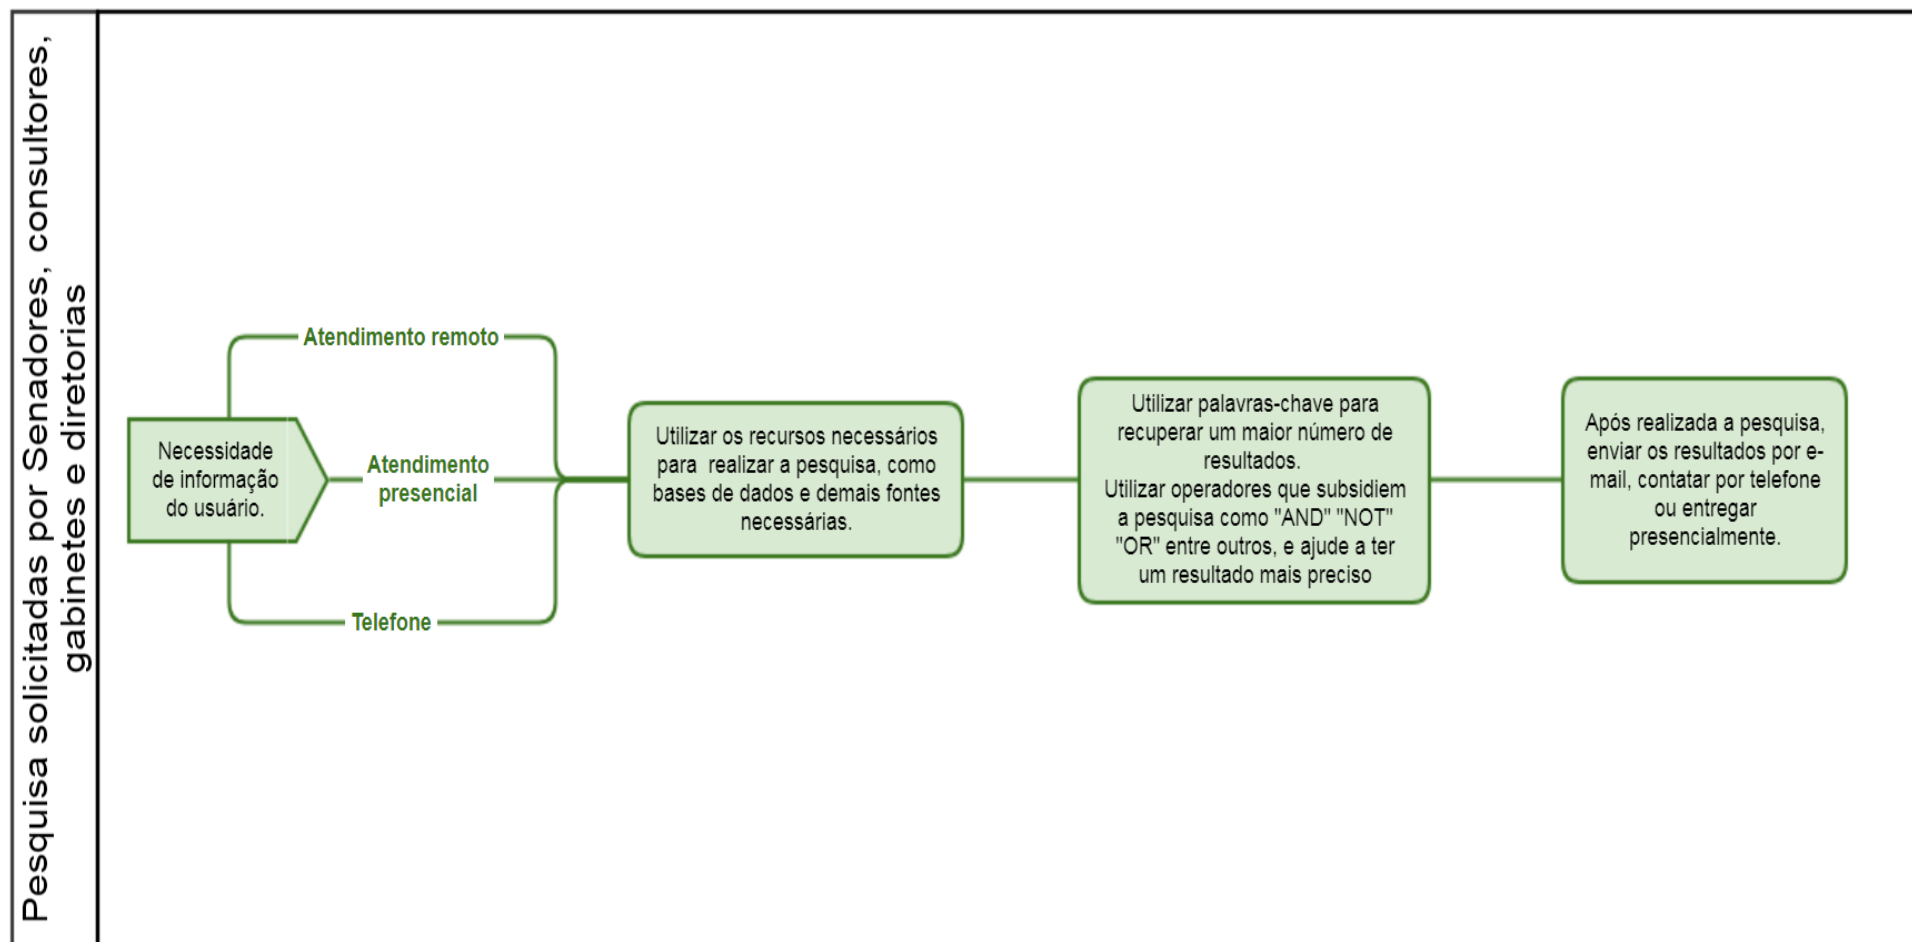 Pesquisa solicitadas por Senadores, consultores,
gabinetes e diretorias
Atendimento remoto
Necessidade
de informação
do usuário.
Atendimento
presencial
Telefone
Utilizar os recursos necessários
para  realizar a pesquisa, como
bases de dados e demais fontes
necessárias.
Utilizar palavras-chave para
recuperar um maior número de
resultados.
Utilizar operadores que subsidiem
a pesquisa como "AND" "NOT"
"OR" entre outros, e ajude a ter
um resultado mais preciso
Após realizada a pesquisa,
enviar os resultados por e-
mail, contatar por telefone
ou entregar
presencialmente.